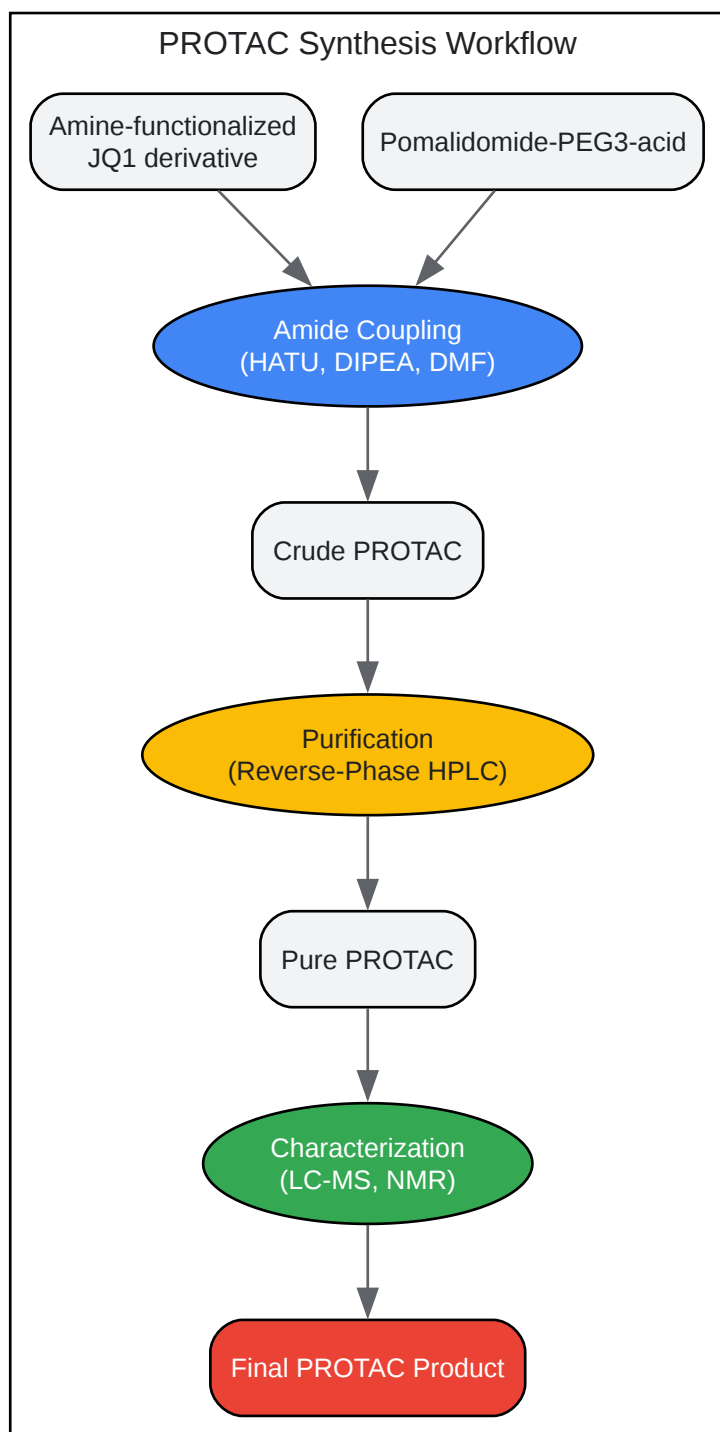 PROTAC Synthesis Workflow
Amine-functionalized
JQ1 derivative
Pomalidomide-PEG3-acid
Amide Coupling
(HATU, DIPEA, DMF)
Crude PROTAC
Purification
(Reverse-Phase HPLC)
Pure PROTAC
Characterization
(LC-MS, NMR)
Final PROTAC Product